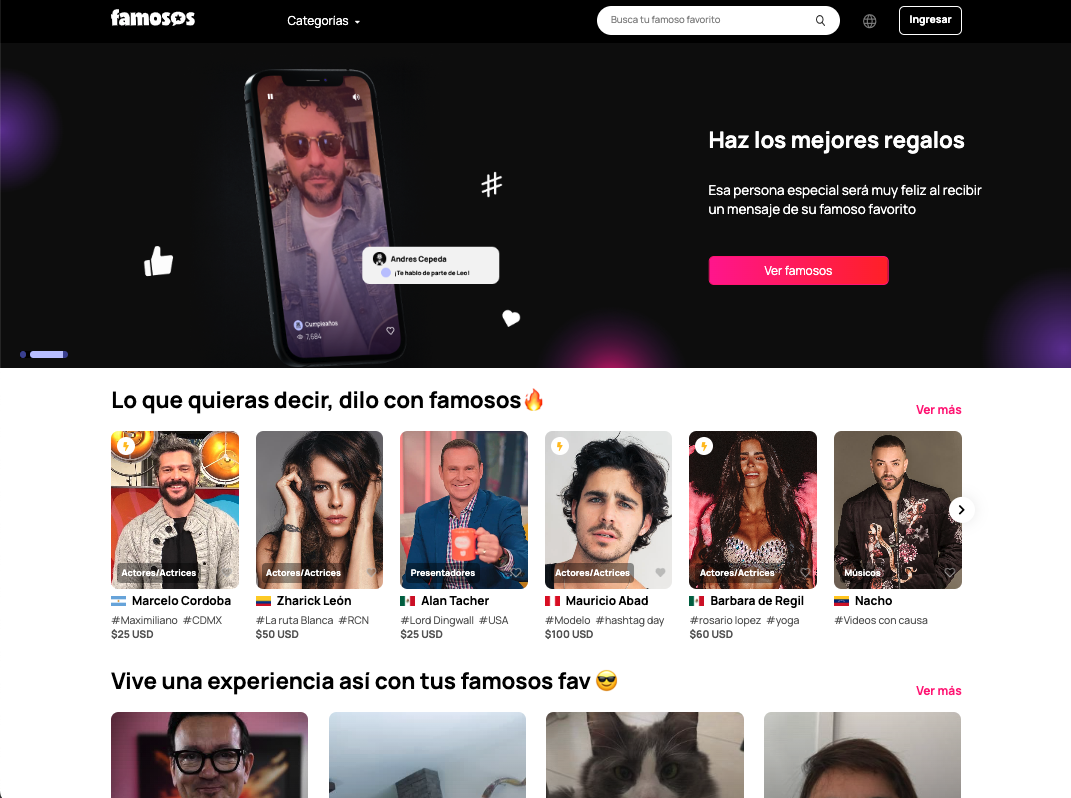 famosos
Categorias
Busca tu famoso favorito
Ingresar
Haz los mejores regalos
Esa persona especial será muy feliz al recibir
un mensaje de su famoso favorito
Ver famosos
Andres Cepeda
¡Te hablo de parte de Leo!
Cumpleaños
7,684
Lo que quieras decir, dilo con famosos🔥
Ver más
Actores/Actrices
Actores/Actrices
Presentadores
Actores/Actrices
Actores/Actrices
Músicos
Marcelo Cordoba
#Maximiliano #CDMX
$25 USD
Zharick León
#La ruta Blanca #RCN
$50 USD
Alan Tacher
#Lord Dingwall #USA
$25 USD
Mauricio Abad
#Modelo #hashtag day
$100 USD
Barbara de Regil
#rosario lopez #yoga
$60 USD
Nacho
#Videos con causa
Vive una experiencia así con tus famosos fav 😎
Ver más